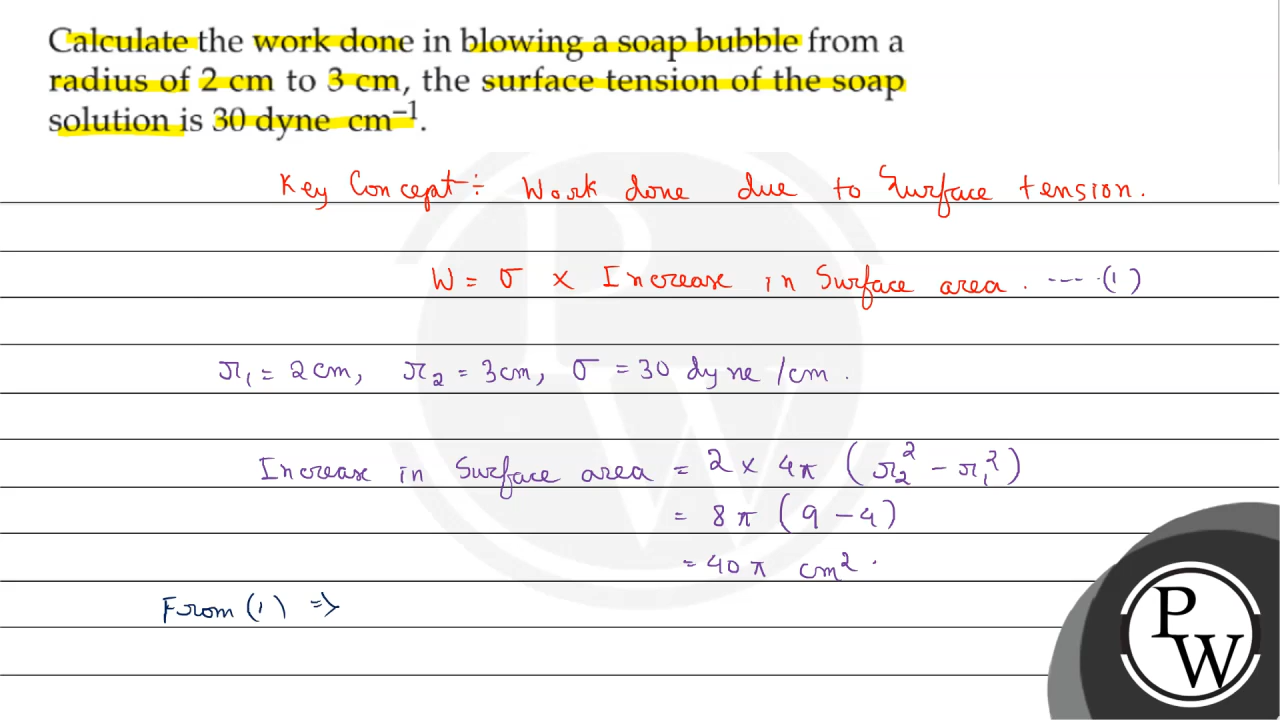 Calculate the work done in blowing a soap bubble from a
radius of 2 cm to 3 cm, the surface tension of the soap
solution is 30 dyne cm⁻¹.
Key Concept÷ Work done due to Surface tension.
W = σ × Increase in Surface area. ---- (1)
r₁ = 2cm, r₂ = 3cm, σ = 30 dyne /cm.
Increase in Surface area = 2 × 4π (r₂² − r₁²)
= 8π (9 − 4)
= 40π cm².
From (1) ⇒
P
W